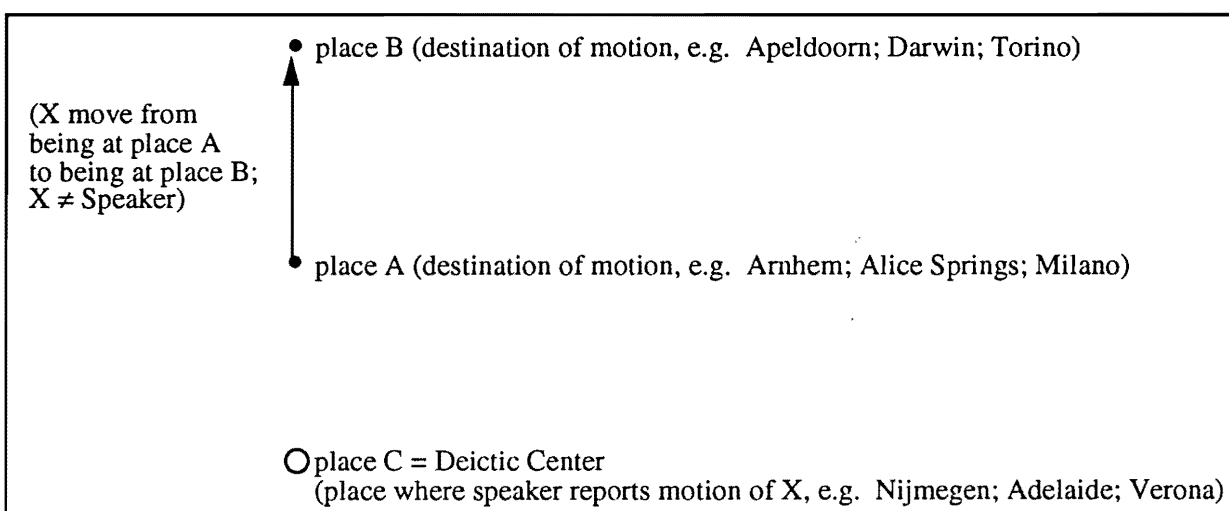 place B (destination of motion, e.g. Apeldoorn; Darwin; Torino)
(X move from
being at place A
to being at place B;
X ≠ Speaker)
place A (destination of motion, e.g. Arnhem; Alice Springs; Milano)
place C = Deictic Center
(place where speaker reports motion of X, e.g. Nijmegen; Adelaide; Verona)